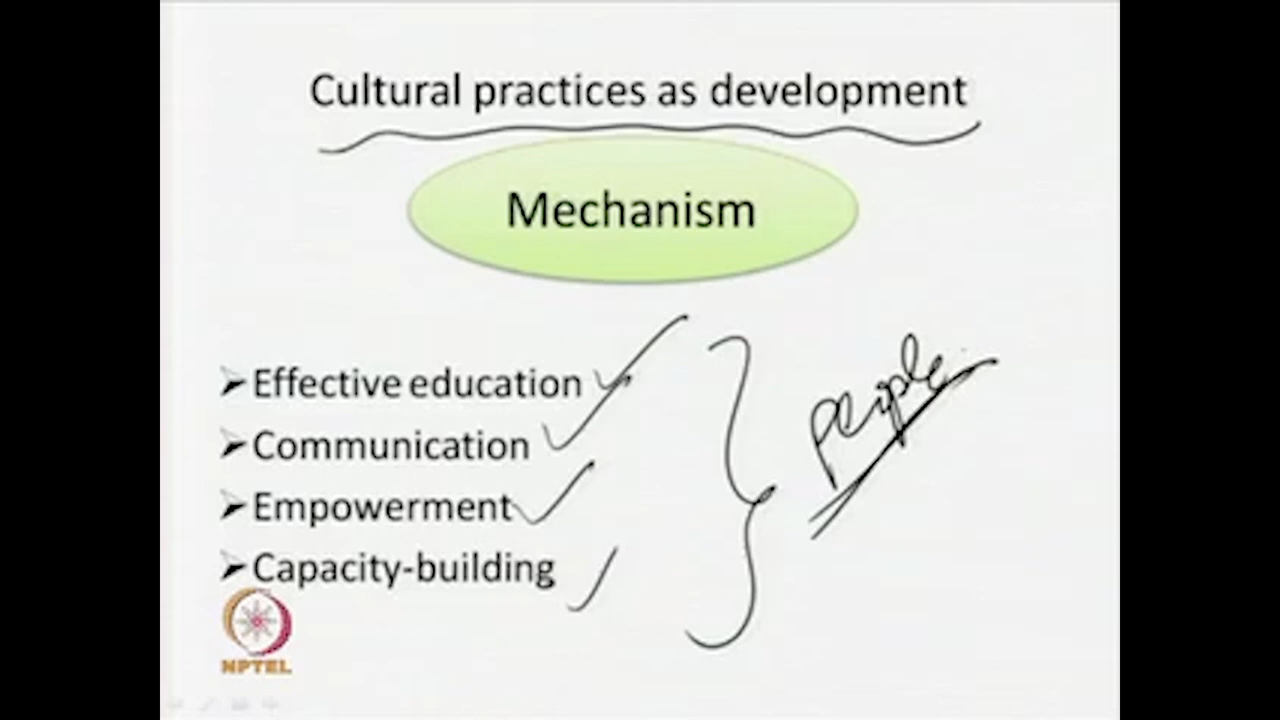 Cultural practices as development
Mechanism
Effective education
Communication
Empowerment
Capacity-building
People
NPTEL